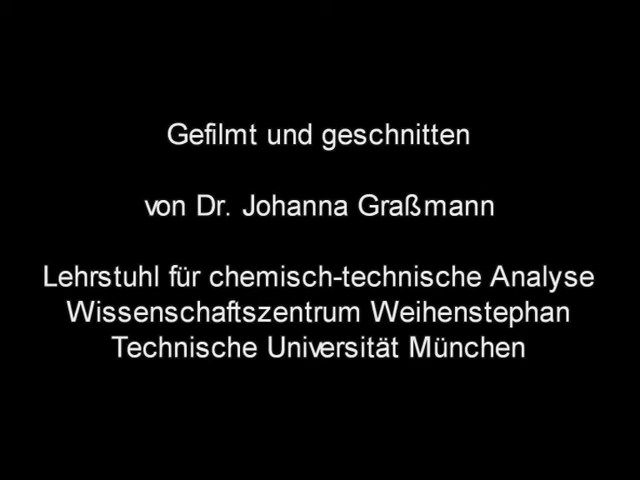 Gefilmt und geschnitten
von Dr. Johanna Graßmann
Lehrstuhl für chemisch-technische Analyse
Wissenschaftszentrum Weihenstephan
Technische Universität München